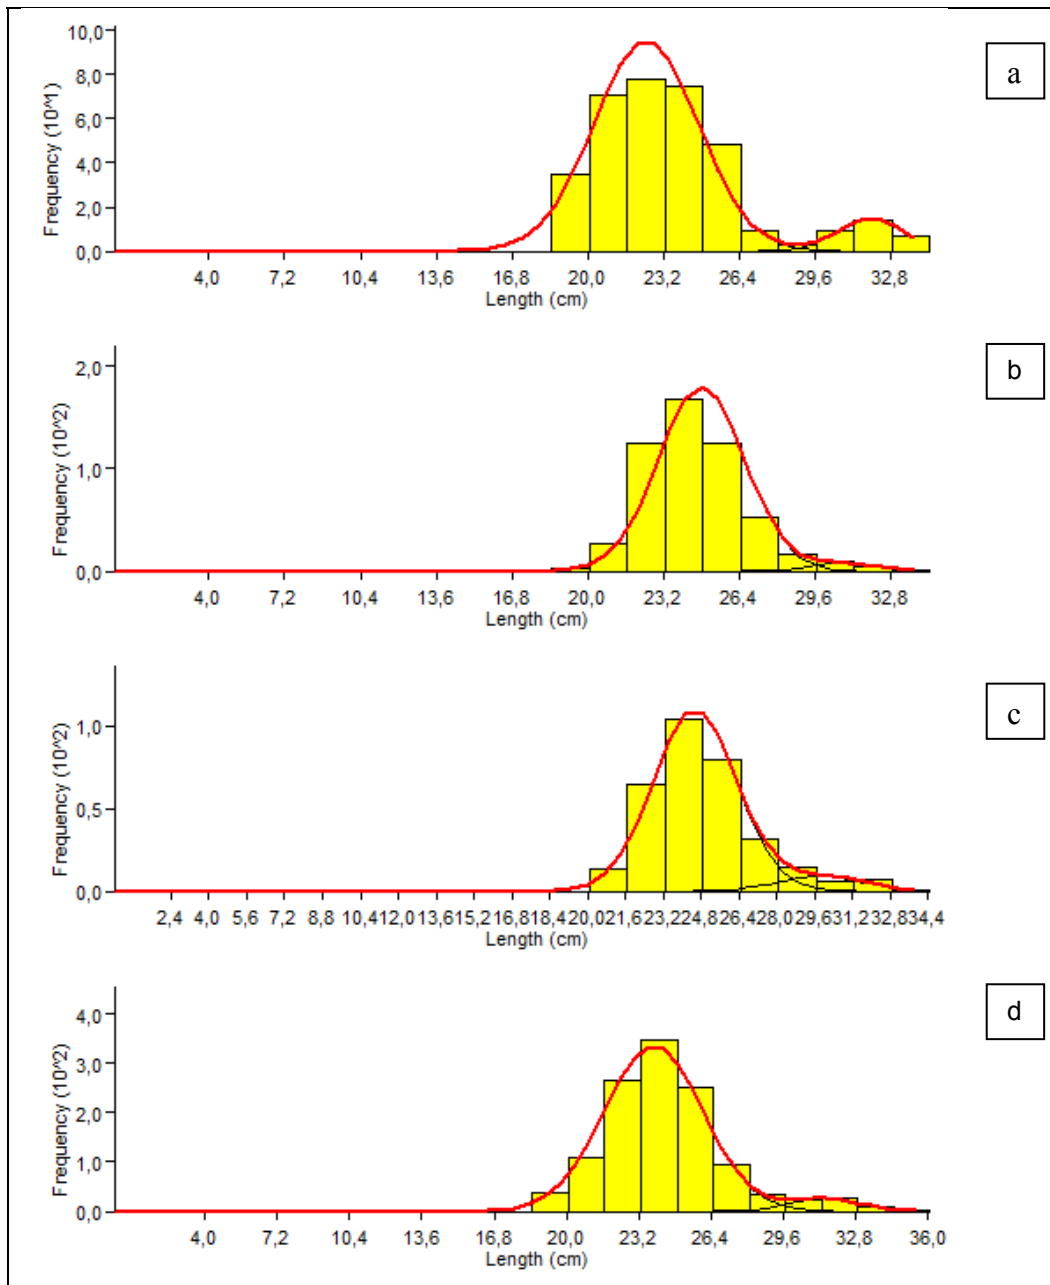 a
Frequency (10^1)
10,0
8,0
6,0
4,0
2,0
0,0
4,0 7,2 10,4 13,6 16,8 20,0 23,2 26,4 29,6 32,8
Length (cm)
b
Frequency (10^2)
2,0
1,0
0,0
4,0 7,2 10,4 13,6 16,8 20,0 23,2 26,4 29,6 32,8
Length (cm)
c
Frequency (10^2)
1,0
0,5
0,0
2,4 4,0 5,6 7,2 8,8 10,4 12,0 13,6 15,2 16,8 18,4 20,0 21,6 23,2 24,8 26,4 28,0 29,6 31,2 32,8 34,4
Length (cm)
d
Frequency (10^2)
4,0
3,0
2,0
1,0
0,0
4,0 7,2 10,4 13,6 16,8 20,0 23,2 26,4 29,6 32,8 36,0
Length (cm)